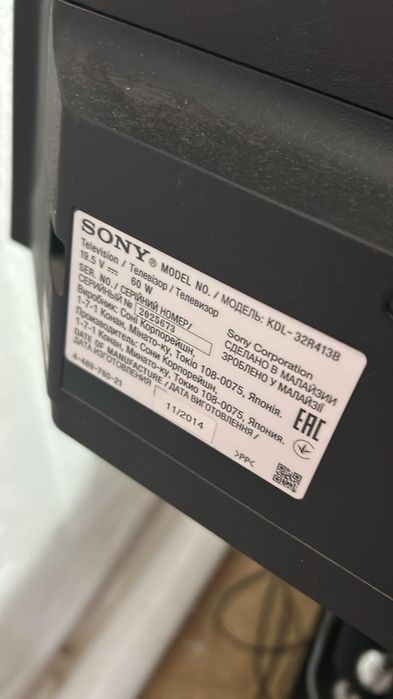 SONY® MODEL NO. / МОДЕЛЬ: KDL-32R413B
Television / Телевізор / Телевизор
19.5 V ⎓ 60 W
Sony Corporation
SER. NO. / СЕРІЙНИЙ НОМЕР/
СДЕЛАНО В МАЛАЙЗИИ
СЕРИЙНЫЙ № 2025673
ЗРОБЛЕНО У МАЛАЙЗІЇ
Виробник: Соні Корпорейшн,
1-7-1 Конан, Мінато-ку, Токіо 108-0075, Японія.
Производитель: Сони Корпорейшн,
1-7-1 Конан, Минато-ку, Токио 108-0075, Япония.
EAC
DATE OF MANUFACTURE / ДАТА ВИГОТОВЛЕННЯ /
ДАТА ИЗГОТОВЛЕНИЯ
11/2014
>PP<
4-489-760-21